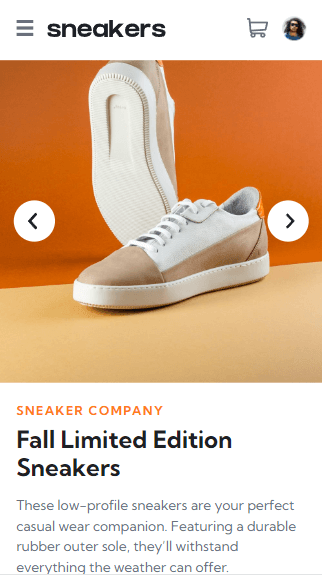 sneakers
SNEAKER COMPANY
Fall Limited Edition
Sneakers
These low-profile sneakers are your perfect
casual wear companion. Featuring a durable
rubber outer sole, they'll withstand
everything the weather can offer.